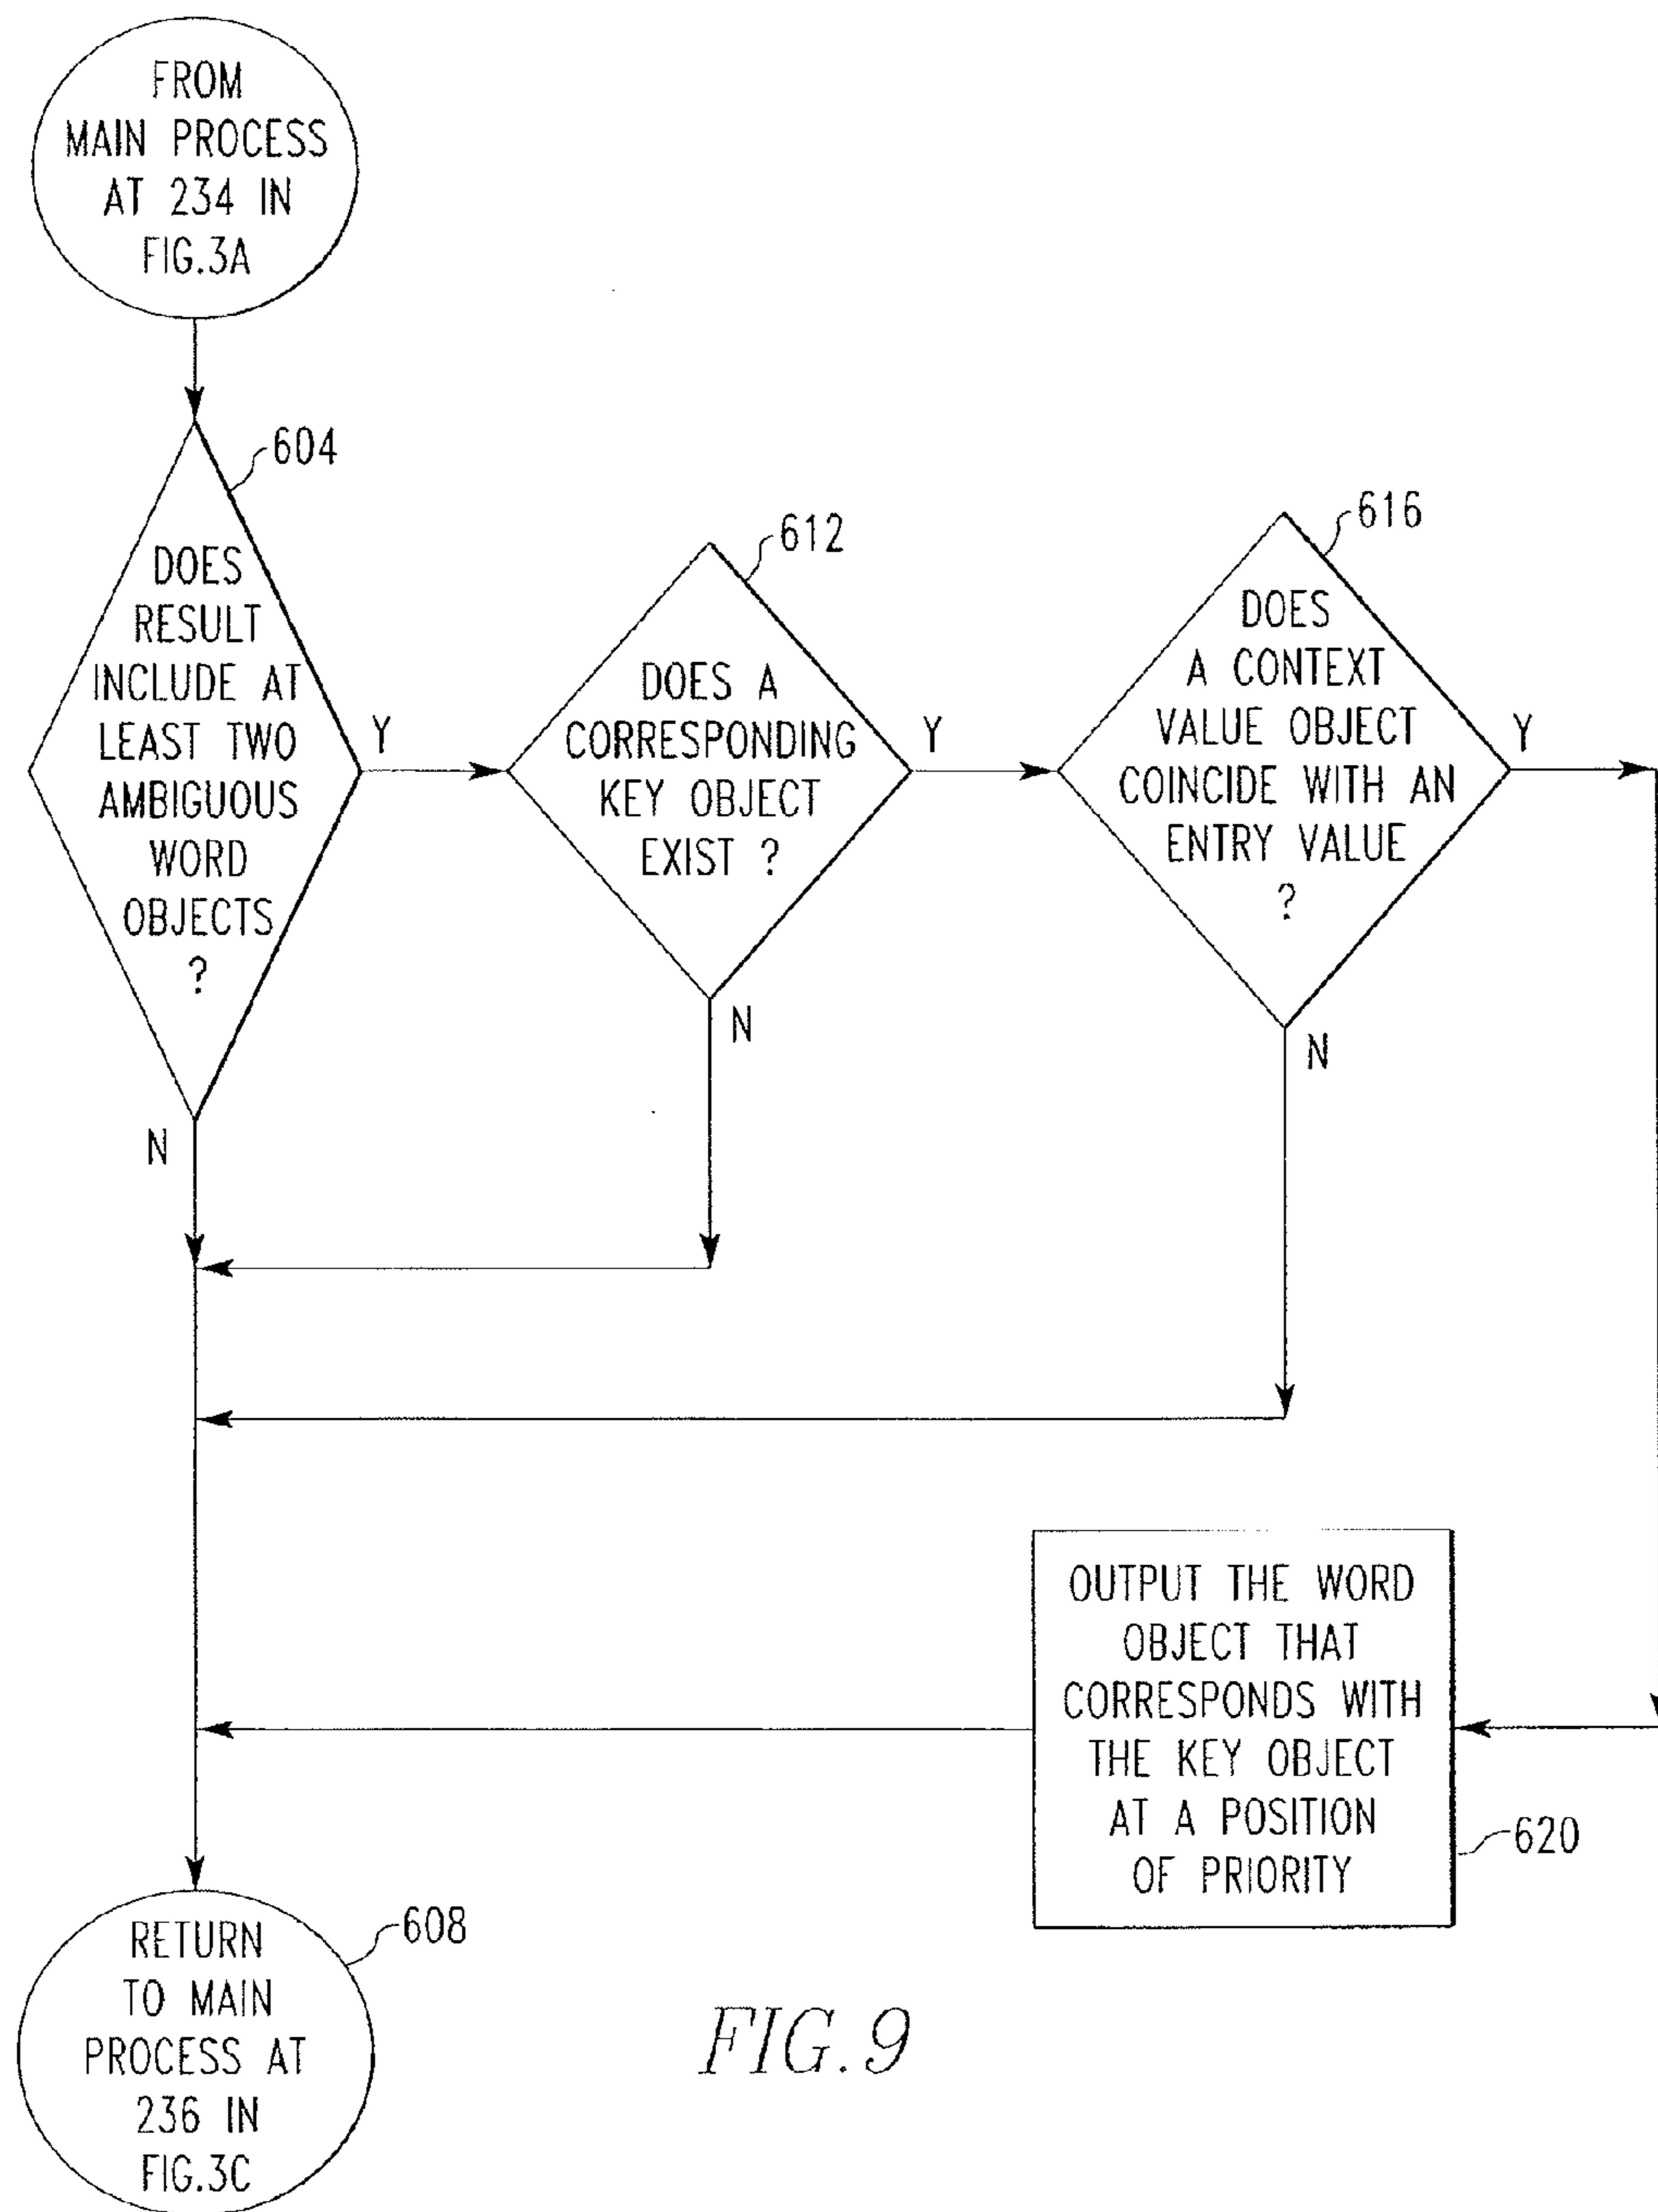 FROM
MAIN PROCESS
AT 234 IN
FIG.3A
604
DOES
RESULT
INCLUDE AT
LEAST TWO
AMBIGUOUS
WORD
OBJECTS
?
Y
N
612
DOES A
CORRESPONDING
KEY OBJECT
EXIST ?
Y
N
616
DOES
A CONTEXT
VALUE OBJECT
COINCIDE WITH AN
ENTRY VALUE
?
Y
N
OUTPUT THE WORD
OBJECT THAT
CORRESPONDS WITH
THE KEY OBJECT
AT A POSITION
OF PRIORITY
620
RETURN
TO MAIN
PROCESS AT
236 IN
FIG.3C
608
FIG. 9